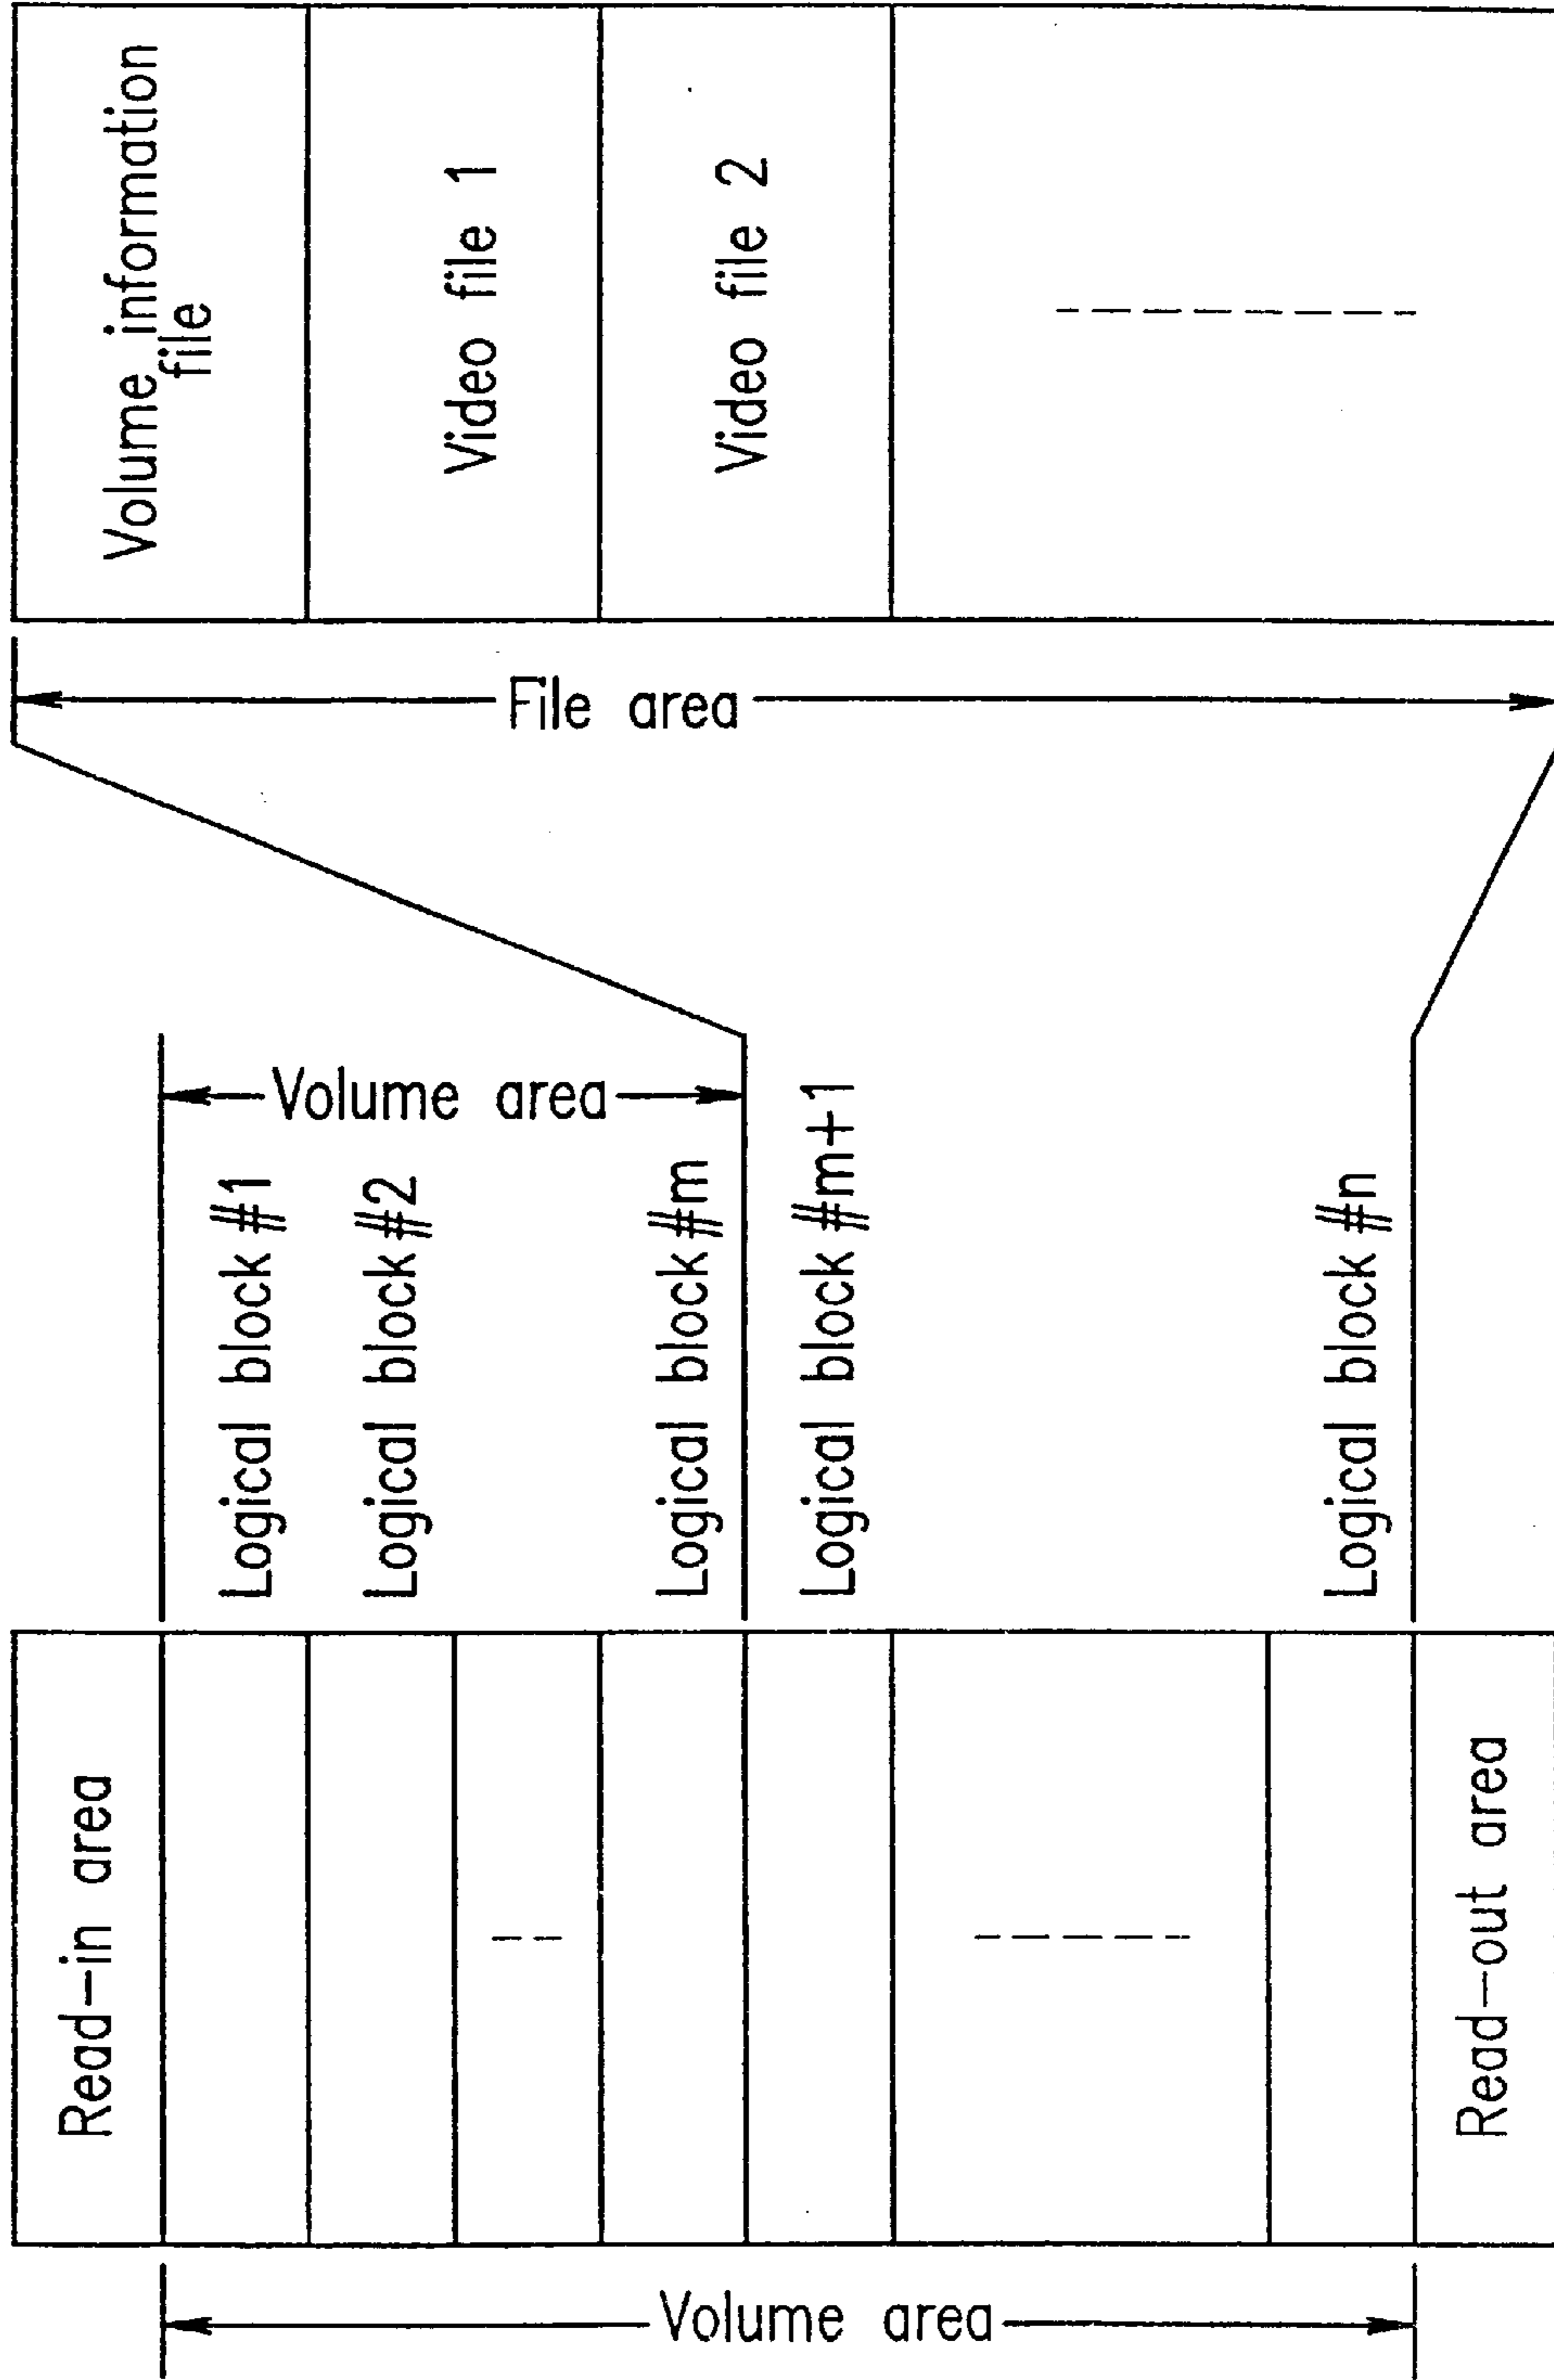 Volume information
file
Video file 1
Video file 2
File area
Volume area
Logical block #1
Logical block #2
Logical block #m
Logical block #m+1
Logical block #n
Read-in area
Read-out area
Volume area